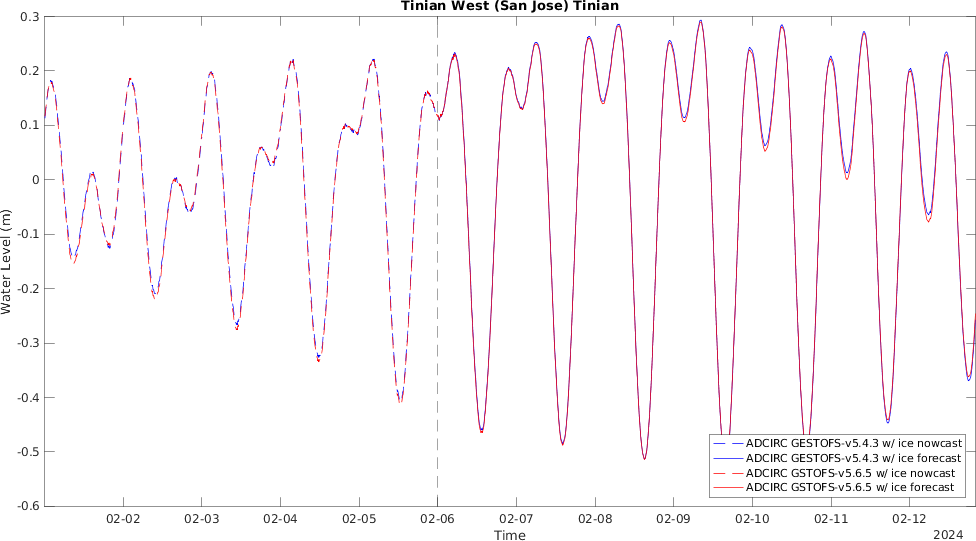 Tinian West (San Jose) Tinian
0.3
0.2
0.1
0
-0.1
-0.2
-0.3
-0.4
-0.5
-0.6
Water Level (m)
ADCIRC GESTOFS-v5.4.3 w/ ice nowcast
ADCIRC GESTOFS-v5.4.3 w/ ice forecast
ADCIRC GSTOFS-v5.6.5 w/ ice nowcast
ADCIRC GSTOFS-v5.6.5 w/ ice forecast
02-02 02-03 02-04 02-05 02-06 02-07 02-08 02-09 02-10 02-11 02-12
Time
2024